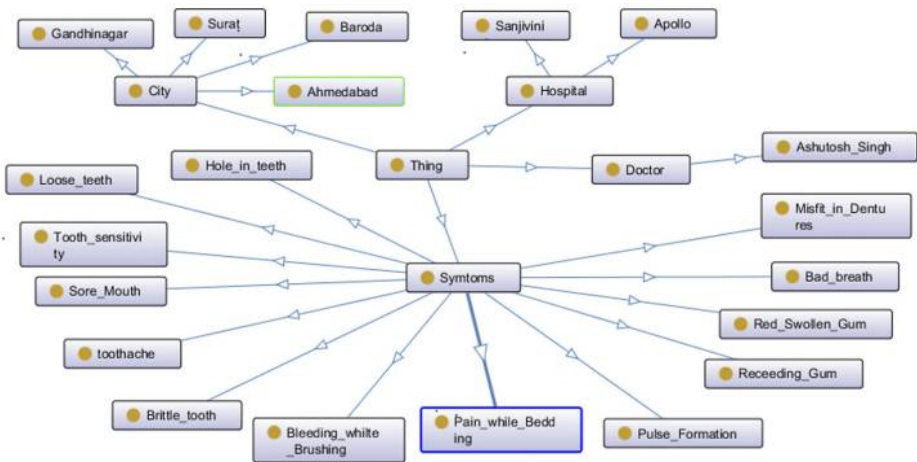 Gandhinagar
Surat
Baroda
Sanjivini
Apollo
City
Ahmedabad
Hospital
Hole_in_teeth
Thing
Doctor
Ashutosh_Singh
Loose_teeth
Misfit_in_Dentu
res
Tooth_sensitivi
ty
Symtoms
Bad_breath
Sore_Mouth
Red_Swollen_Gum
toothache
Receeding_Gum
Brittle_tooth
Bleeding_whilte
_Brushing
Pain_while_Bedd
ing
Pulse_Formation